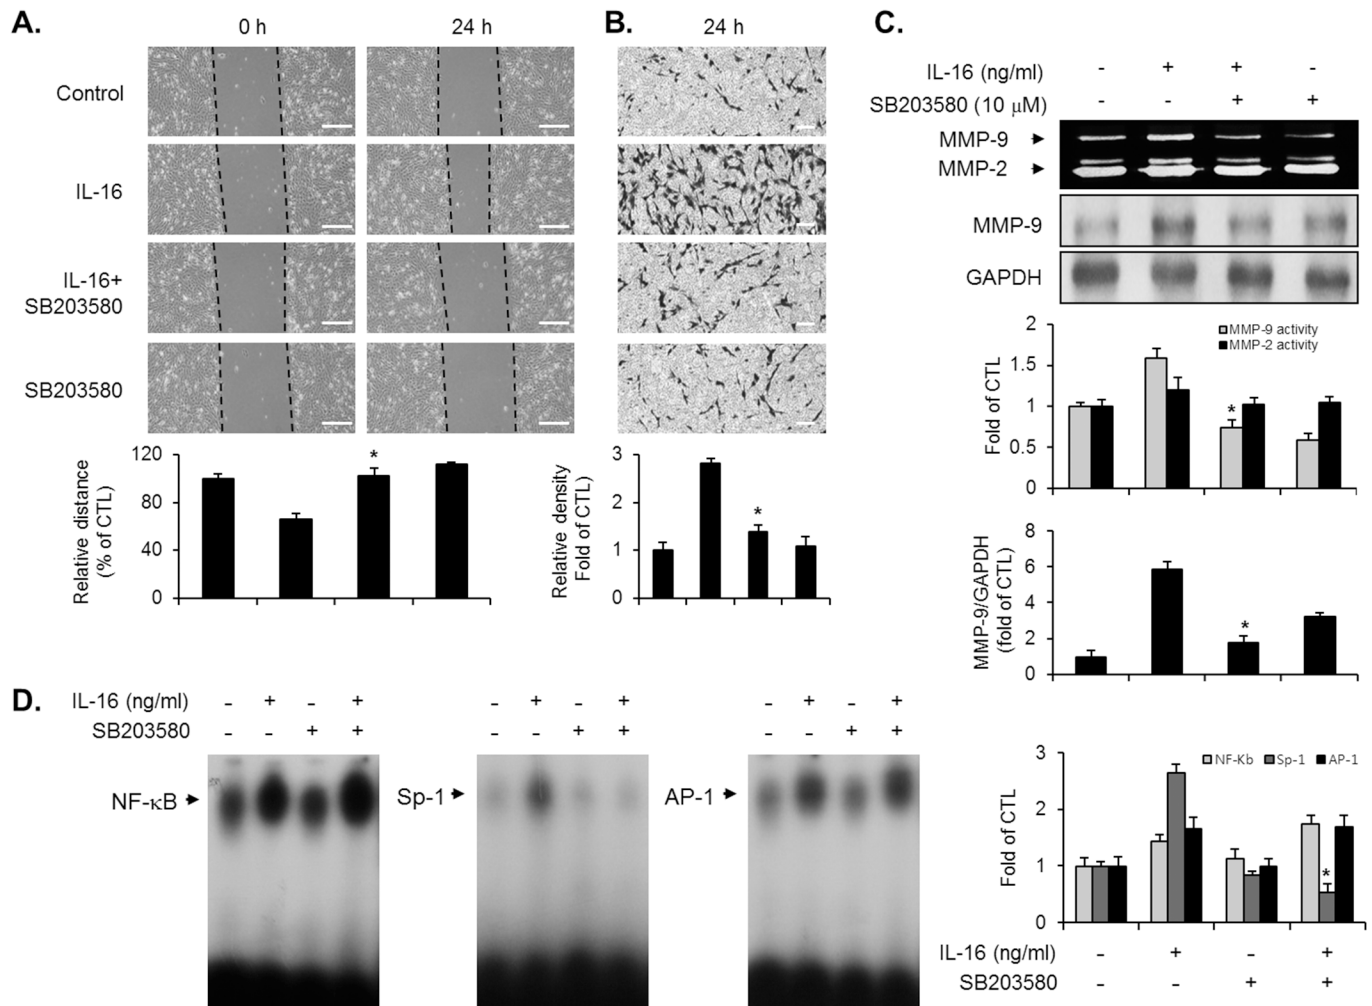 A.
0 h
24 h
Control
IL-16
IL-16+
SB203580
SB203580
Relative distance
(% of CTL)
120
80
40
0
*
B.
24 h
Relative density
Fold of CTL)
3
2
1
0
*
C.
IL-16 (ng/ml) - + + -
SB203580 (10 μM) - - + +
MMP-9
MMP-2
MMP-9
GAPDH
Fold of CTL
2
1.5
1
0.5
0
MMP-9 activity
MMP-2 activity
*
MMP-9/GAPDH
(fold of CTL)
8
6
4
2
0
*
D.
IL-16 (ng/ml) - + - + - + - + - + - +
SB203580 - - + + - - + + - - + +
NF-κB
Sp-1
AP-1
Fold of CTL
3
2
1
0
NF-Kb Sp-1 AP-1
*
IL-16 (ng/ml) - + - +
SB203580 - - + +